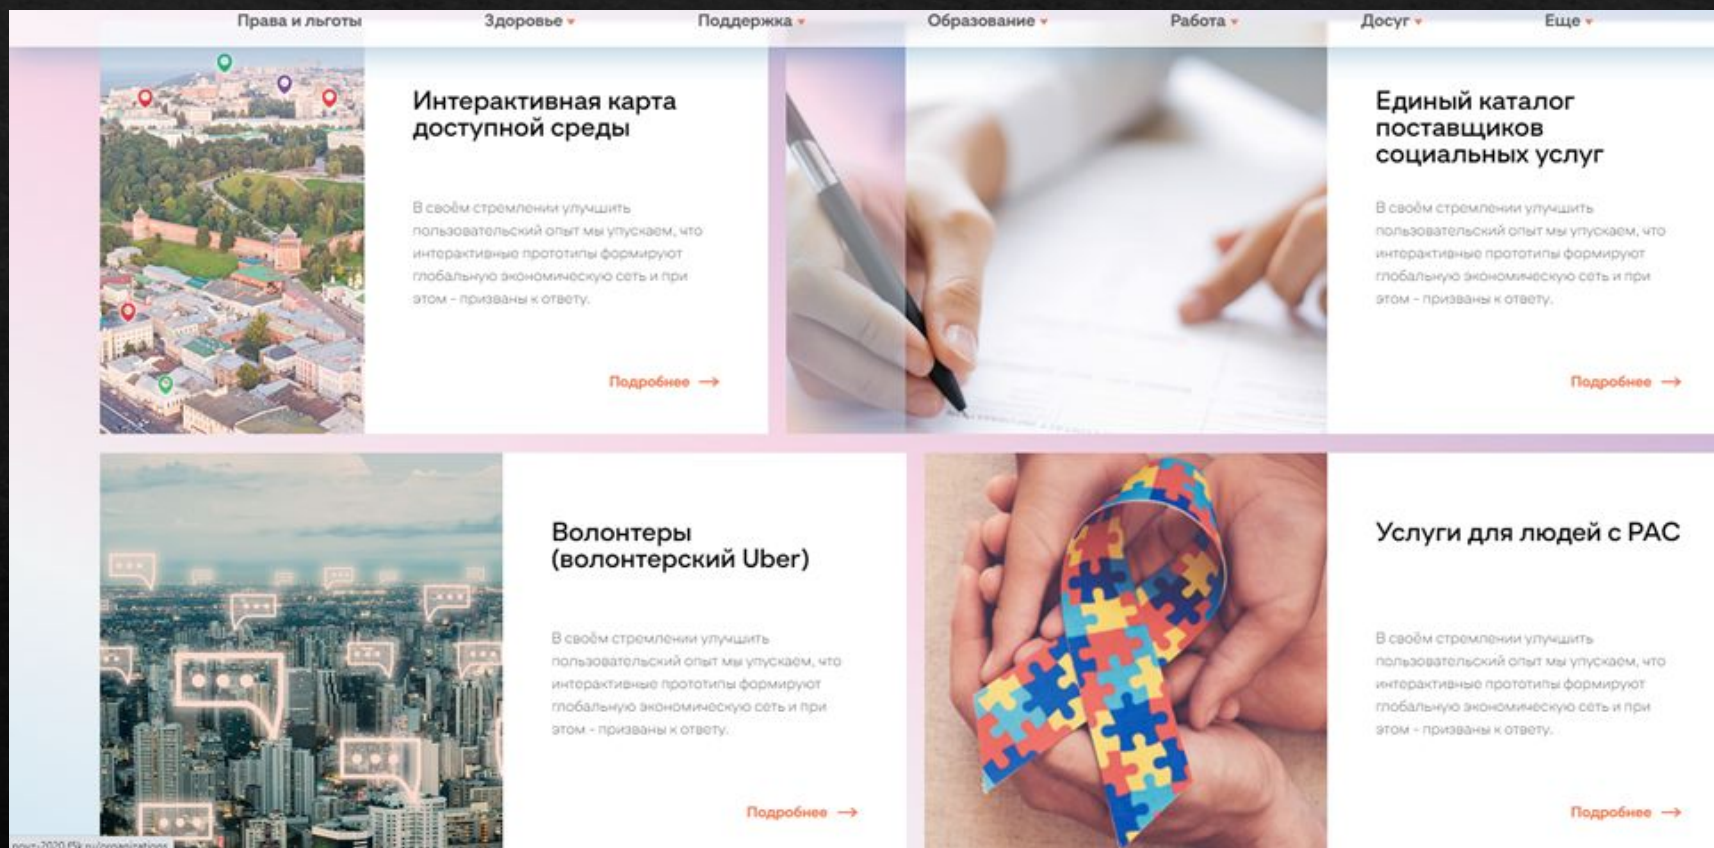 Права и льготы
Здоровье
Поддержка
Образование
Работа
Досуг
Еще
Интерактивная карта
доступной среды
В своём стремлении улучшить
пользовательский опыт мы упускаем, что
интерактивные прототипы формируют
глобальную экономическую сеть и при
этом - призваны к ответу.
Подробнее
Единый каталог
поставщиков
социальных услуг
В своём стремлении улучшить
пользовательский опыт мы упускаем, что
интерактивные прототипы формируют
глобальную экономическую сеть и при
этом - призваны к ответу.
Подробнее
Волонтеры
(волонтерский Uber)
В своём стремлении улучшить
пользовательский опыт мы упускаем, что
интерактивные прототипы формируют
глобальную экономическую сеть и при
этом - призваны к ответу.
Подробнее
Услуги для людей с РАС
В своём стремлении улучшить
пользовательский опыт мы упускаем, что
интерактивные прототипы формируют
глобальную экономическую сеть и при
этом - призваны к ответу.
Подробнее